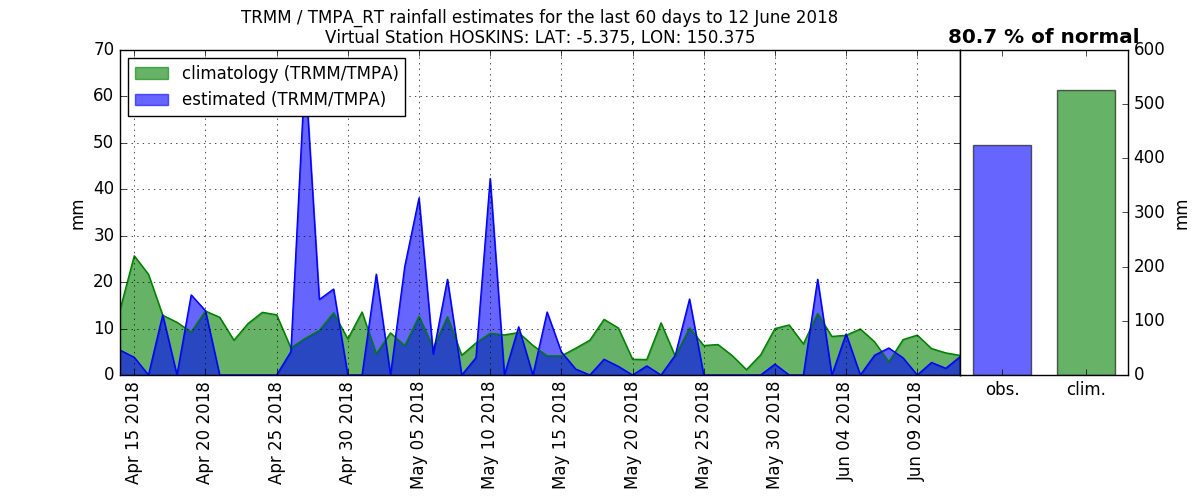 TRMM / TMPA_RT rainfall estimates for the last 60 days to 12 June 2018
Virtual Station HOSKINS: LAT: -5.375, LON: 150.375
80.7 % of normal
climatology (TRMM/TMPA)
estimated (TRMM/TMPA)
mm
70
60
50
40
30
20
10
0
Apr 15 2018
Apr 20 2018
Apr 25 2018
Apr 30 2018
May 05 2018
May 10 2018
May 15 2018
May 20 2018
May 25 2018
May 30 2018
Jun 04 2018
Jun 09 2018
obs.
clim.
600
500
400
300
200
100
0
mm